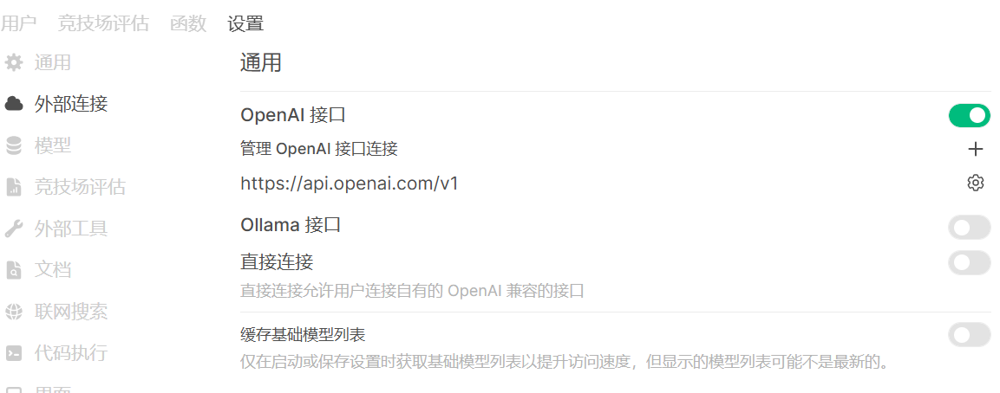 用户 竞技场评估 函数 设置
通用
外部连接
模型
竞技场评估
外部工具
文档
联网搜索
代码执行
通用
OpenAI 接口
管理 OpenAI 接口连接
https://api.openai.com/v1
Ollama 接口
直接连接
直接连接允许用户连接自有的 OpenAI 兼容的接口
缓存基础模型列表
仅在启动或保存设置时获取基础模型列表以提升访问速度，但显示的模型列表可能不是最新的。